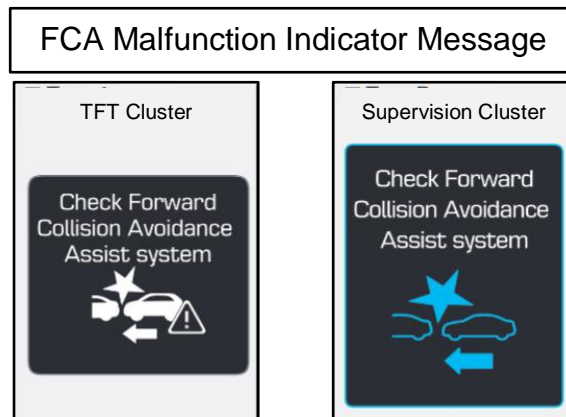 FCA Malfunction Indicator Message
TFT Cluster
Check Forward
Collision Avoidance
Assist system
Supervision Cluster
Check Forward
Collision Avoidance
Assist system